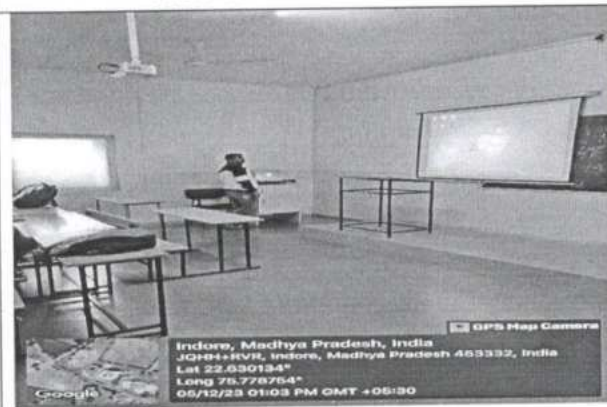 GPS Map Camera
Indore, Madhya Pradesh, India
JQHH+RVR, Indore, Madhya Pradesh 453332, India
Lat 22.630134°
Long 75.778754°
05/12/23 01:03 PM GMT +05:30
Google